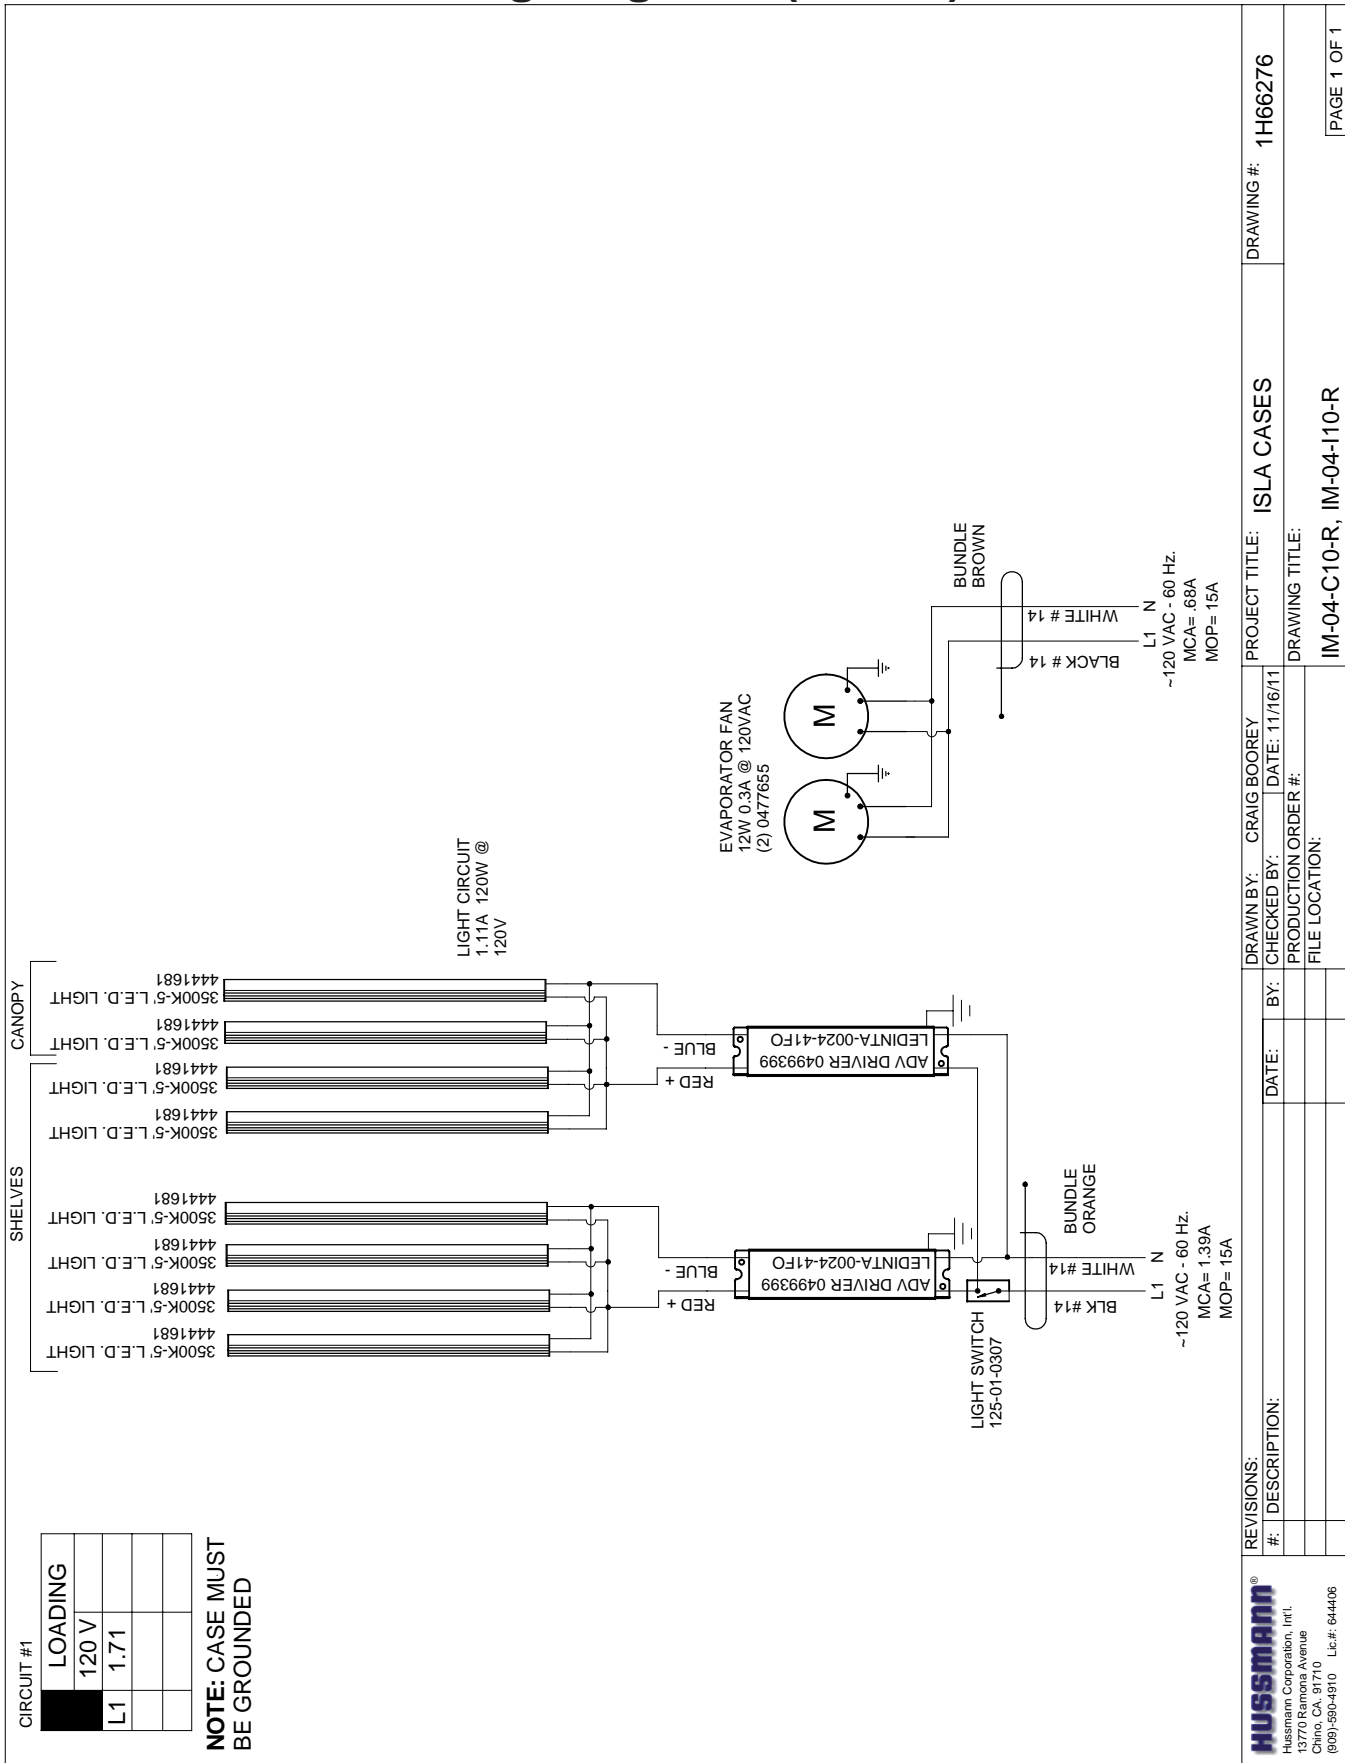 CIRCUIT #1
LOADING
120 V
L1 1.71
NOTE: CASE MUST
BE GROUNDED
SHELVES
CANOPY
3500K-5' L.E.D. LIGHT
4441681
3500K-5' L.E.D. LIGHT
4441681
3500K-5' L.E.D. LIGHT
4441681
3500K-5' L.E.D. LIGHT
4441681
3500K-5' L.E.D. LIGHT
4441681
3500K-5' L.E.D. LIGHT
4441681
3500K-5' L.E.D. LIGHT
4441681
3500K-5' L.E.D. LIGHT
4441681
LIGHT CIRCUIT
1.11A 120W @
120V
RED +
BLUE -
RED +
BLUE -
ADV DRIVER 0499399
LEDINTA-0024-41FO
ADV DRIVER 0499399
LEDINTA-0024-41FO
LIGHT SWITCH
125-01-0307
BLK #14
WHITE #14
BUNDLE
ORANGE
L1 N
~120 VAC - 60 Hz.
MCA= 1.39A
MOP= 15A
EVAPORATOR FAN
12W 0.3A @ 120VAC
(2) 0477655
M
M
BLACK # 14
WHITE # 14
BUNDLE
BROWN
L1 N
~120 VAC - 60 Hz.
MCA= .68A
MOP= 15A
HUSSMANN®
Hussmann Corporation, Int'l.
13770 Ramona Avenue
Chino, CA. 91710
(909)-590-4910 Lic.#: 644406
REVISIONS:
#: DESCRIPTION: DATE: BY:
DRAWN BY: CRAIG BOOREY
CHECKED BY: DATE: 11/16/11
PRODUCTION ORDER #:
FILE LOCATION:
PROJECT TITLE: ISLA CASES
DRAWING TITLE:
IM-04-C10-R, IM-04-I10-R
DRAWING #: 1H66276
PAGE 1 OF 1